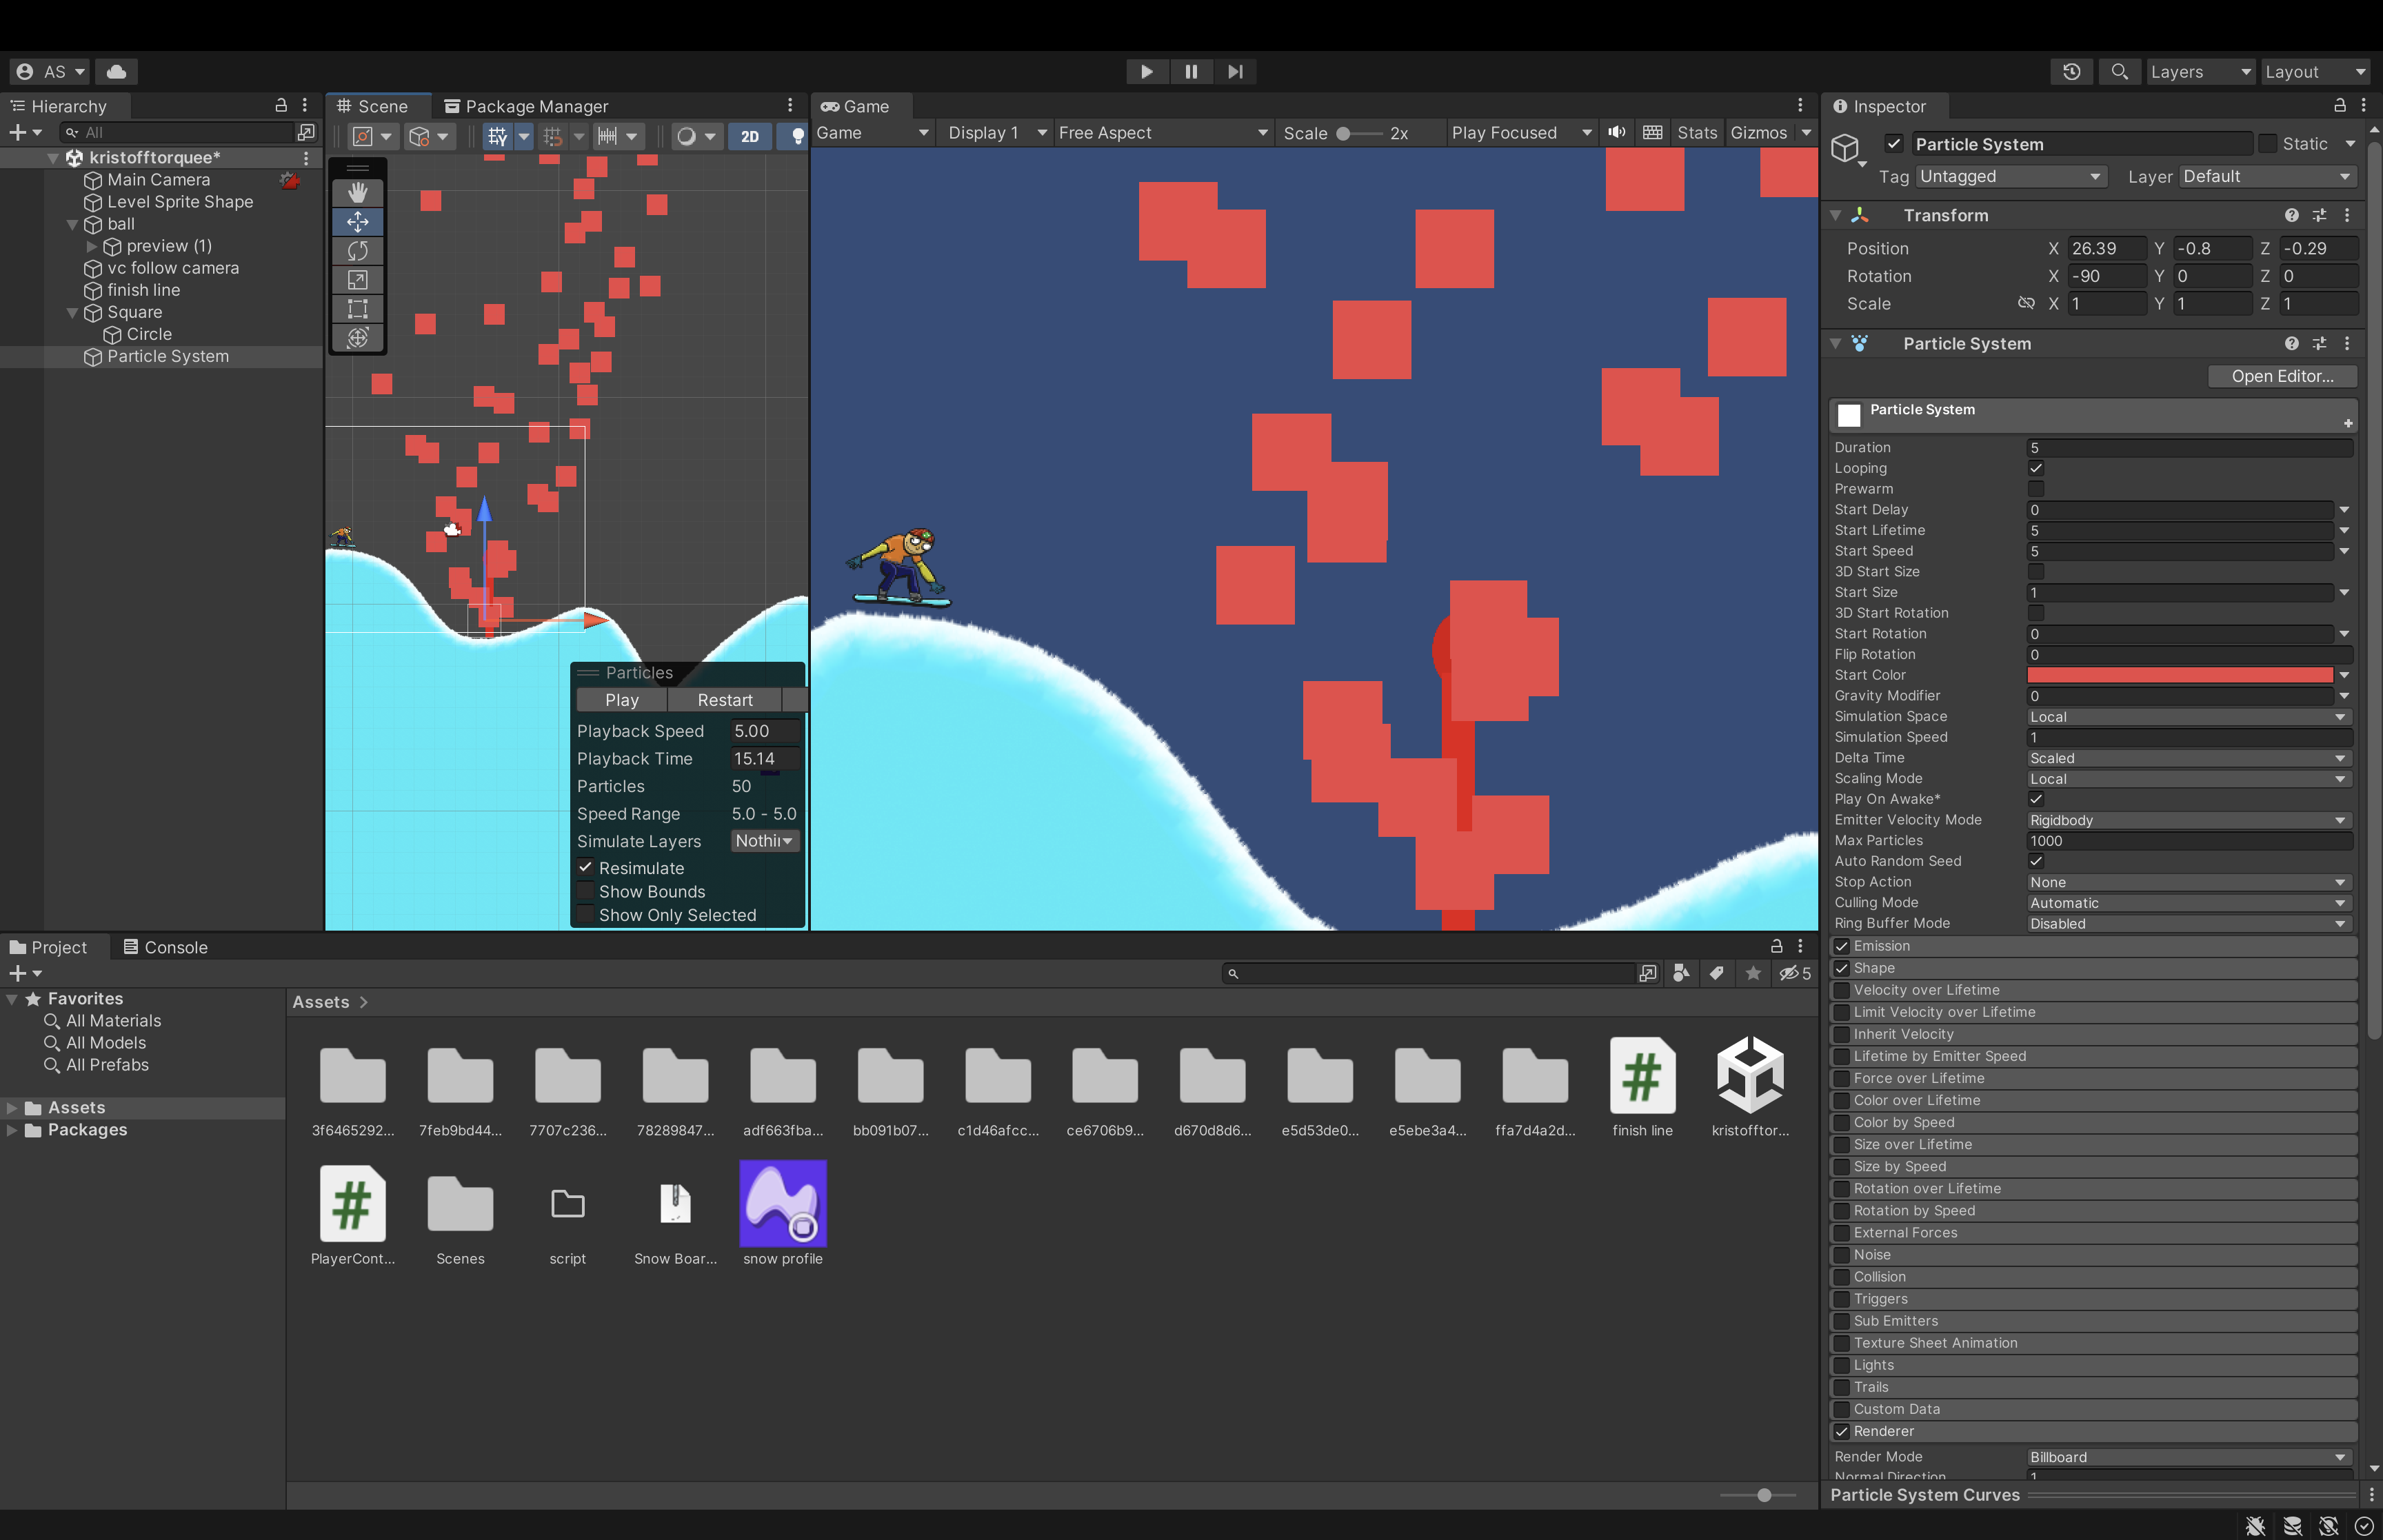 AS
Layers
Layout
Hierarchy
All
kristofftorquee*
Main Camera
Level Sprite Shape
ball
preview (1)
vc follow camera
finish line
Square
Circle
Particle System
Scene
Package Manager
2D
Particles
Play
Restart
Playback Speed 5.00
Playback Time 15.14
Particles 50
Speed Range 5.0 - 5.0
Simulate Layers Nothii
Resimulate
Show Bounds
Show Only Selected
Game
Game
Display 1
Free Aspect
Scale 2x
Play Focused
Stats
Gizmos
Inspector
Particle System
Static
Tag Untagged
Layer Default
Transform
Position X 26.39 Y -0.8 Z -0.29
Rotation X -90 Y 0 Z 0
Scale X 1 Y 1 Z 1
Particle System
Open Editor...
Particle System
Duration 5
Looping
Prewarm
Start Delay 0
Start Lifetime 5
Start Speed 5
3D Start Size
Start Size 1
3D Start Rotation
Start Rotation 0
Flip Rotation 0
Start Color
Gravity Modifier 0
Simulation Space Local
Simulation Speed 1
Delta Time Scaled
Scaling Mode Local
Play On Awake*
Emitter Velocity Mode Rigidbody
Max Particles 1000
Auto Random Seed
Stop Action None
Culling Mode Automatic
Ring Buffer Mode Disabled
Emission
Shape
Velocity over Lifetime
Limit Velocity over Lifetime
Inherit Velocity
Lifetime by Emitter Speed
Force over Lifetime
Color over Lifetime
Color by Speed
Size over Lifetime
Size by Speed
Rotation over Lifetime
Rotation by Speed
External Forces
Noise
Collision
Triggers
Sub Emitters
Texture Sheet Animation
Lights
Trails
Custom Data
Renderer
Render Mode Billboard
Normal Direction 1
Particle System Curves
Project
Console
5
Favorites
All Materials
All Models
All Prefabs
Assets
Packages
Assets
3f6465292...
7feb9bd44...
7707c236...
78289847...
adf663fba...
bb091b07...
c1d46afcc...
ce6706b9...
d670d8d6...
e5d53de0...
e5ebe3a4...
ffa7d4a2d...
finish line
kristofftor...
PlayerCont...
Scenes
script
Snow Boar...
snow profile